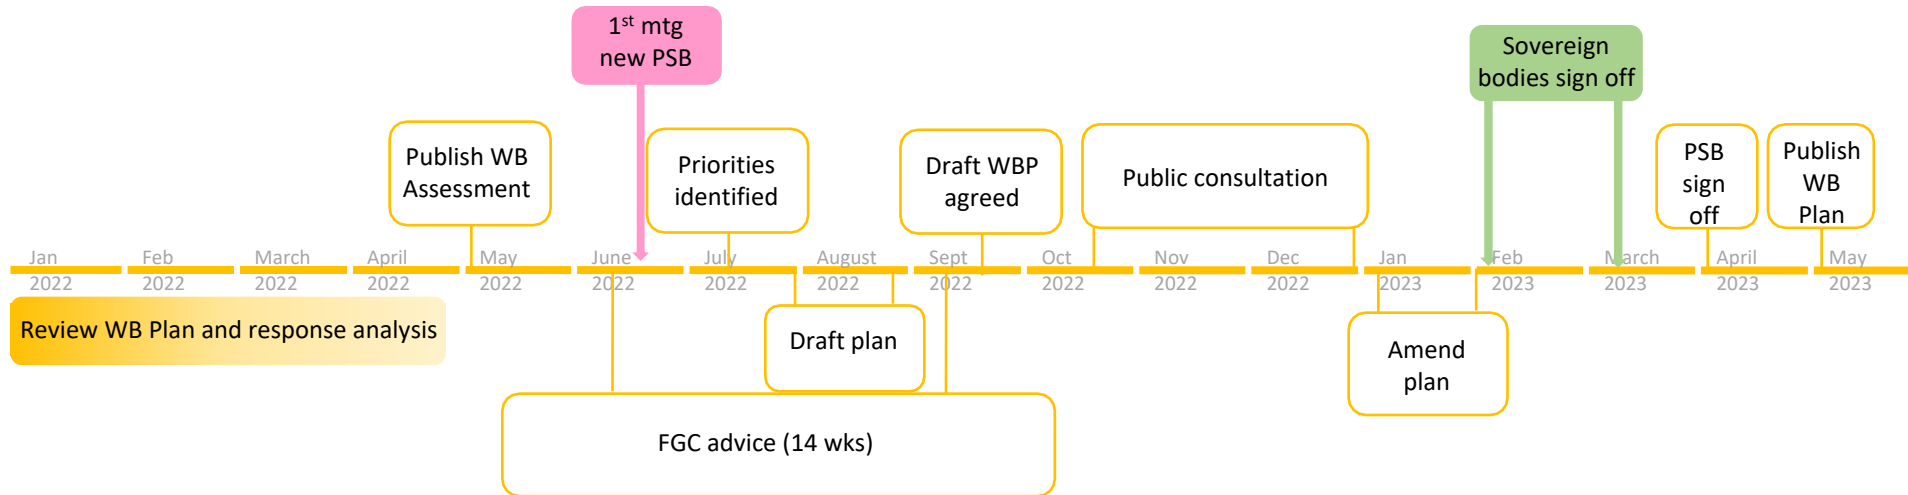 1st mtg
new PSB
Sovereign
bodies sign off
Publish WB
Assessment
Priorities
identified
Draft WBP
agreed
Public consultation
PSB
sign
off
Publish
WB
Plan
Jan
2022
Feb
2022
March
2022
April
2022
May
2022
June
2022
July
2022
August
2022
Sept
2022
Oct
2022
Nov
2022
Dec
2022
Jan
2023
Feb
2023
March
2023
April
2023
May
2023
Review WB Plan and response analysis
Draft plan
Amend
plan
FGC advice (14 wks)